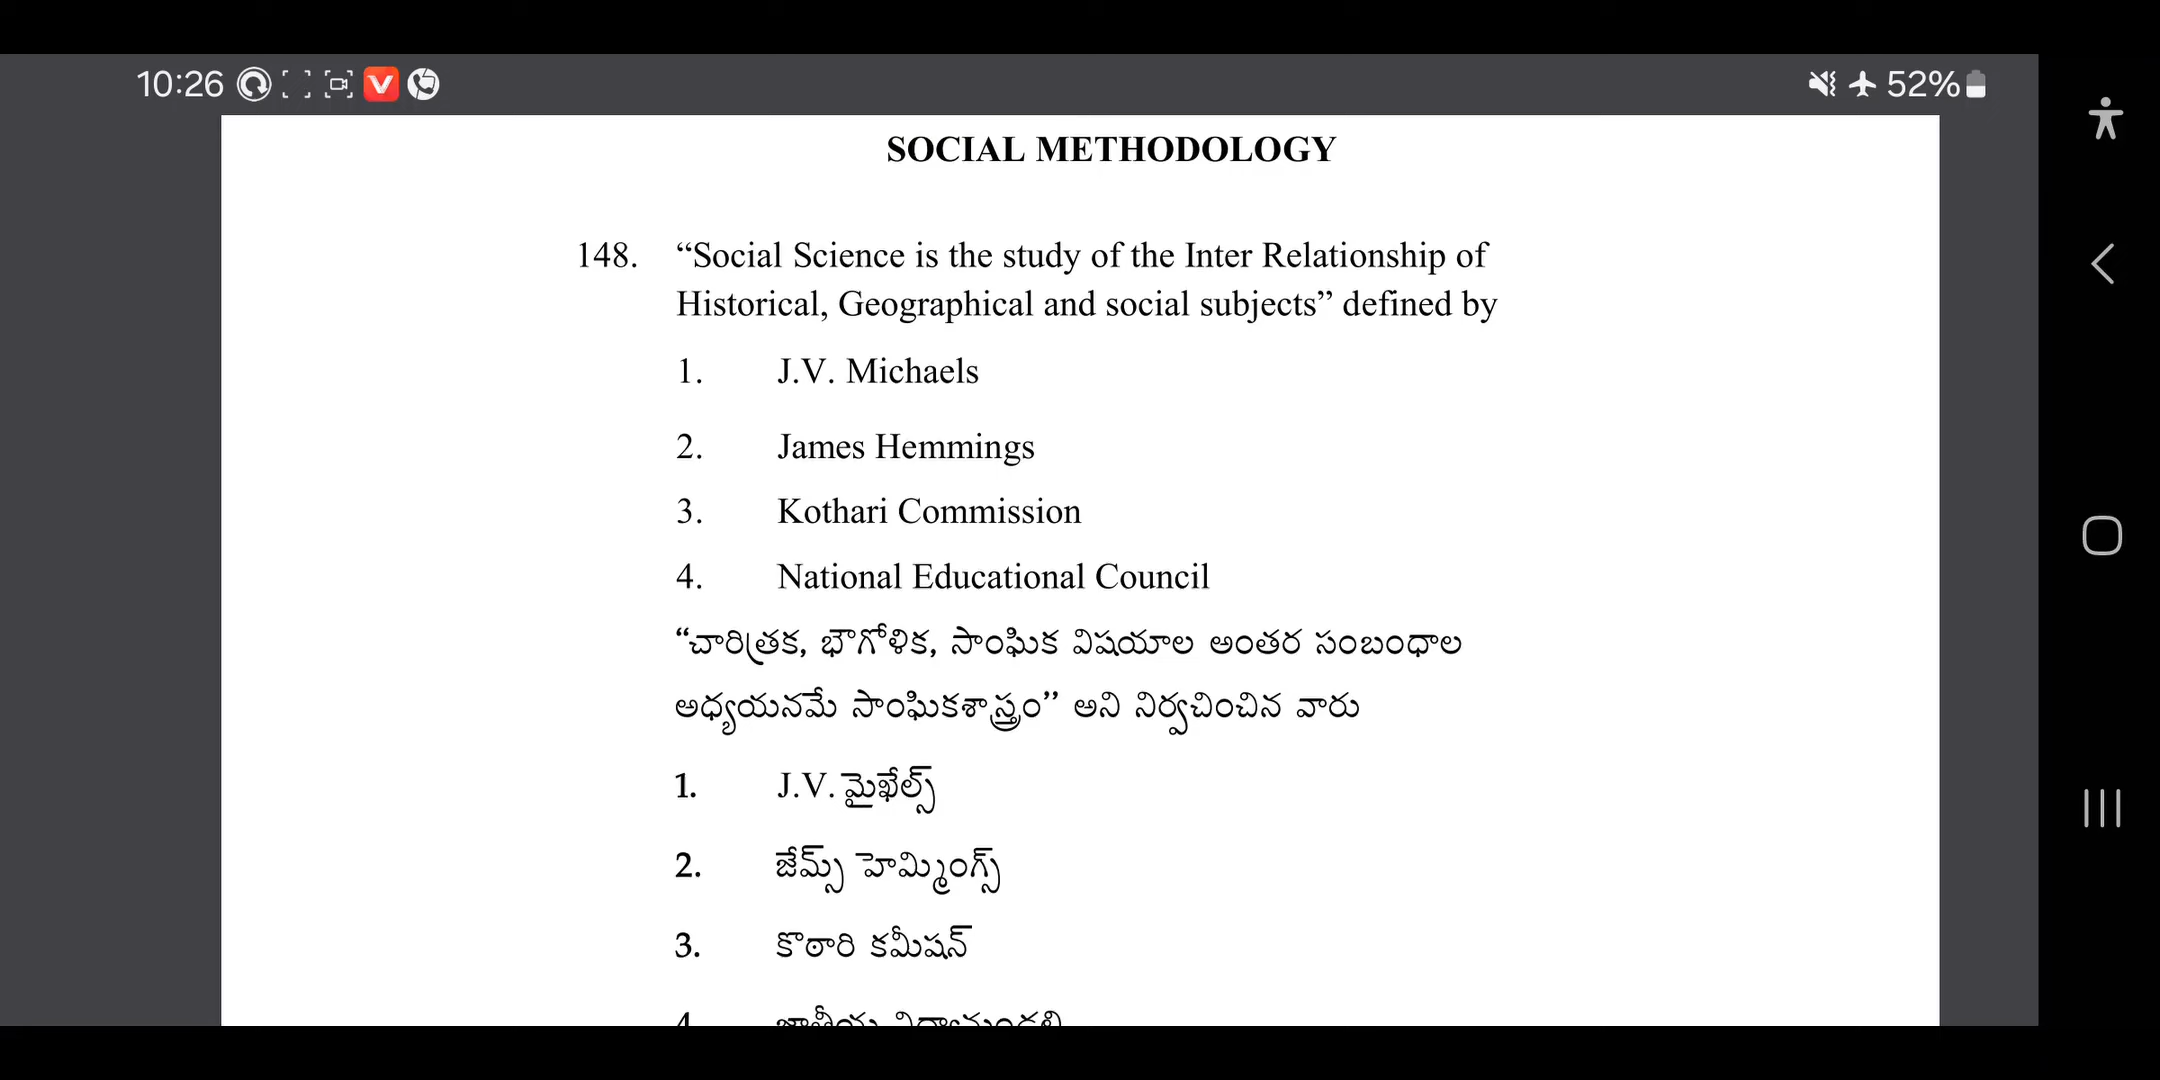 10:26
52%
SOCIAL METHODOLOGY
148. “Social Science is the study of the Inter Relationship of
Historical, Geographical and social subjects” defined by
1. J.V. Michaels
2. James Hemmings
3. Kothari Commission
4. National Educational Council
“చారిత్రక, భౌగోళిక, సాంఘిక విషయాల అంతర సంబంధాల
అధ్యయనమే సాంఘికశాస్త్రం” అని నిర్వచించిన వారు
1. J.V. మైఖేల్స్
2. జేమ్స్ హెమ్మింగ్స్
3. కొఠారి కమీషన్
4.